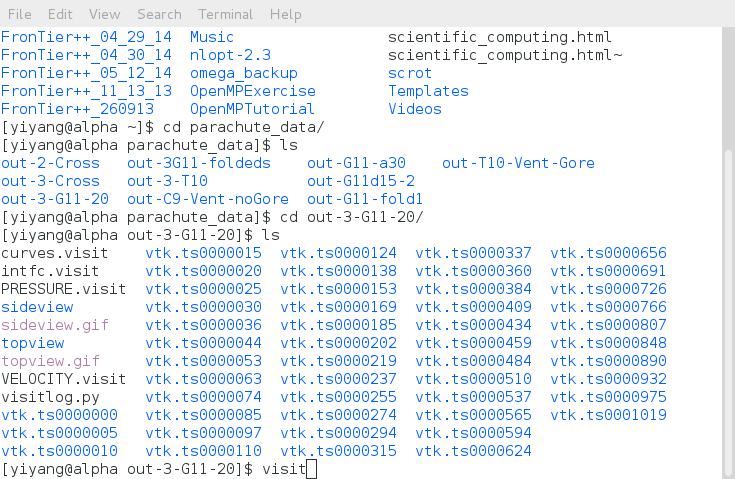 File Edit View Search Terminal Help
FronTier++_04_29_14 Music scientific_computing.html
FronTier++_04_30_14 nlopt-2.3 scientific_computing.html~
FronTier++_05_12_14 omega_backup scrot
FronTier++_11_13_13 OpenMPExercise Templates
FronTier++_260913 OpenMPTutorial Videos
[yiyang@alpha ~]$ cd parachute_data/
[yiyang@alpha parachute_data]$ ls
out-2-Cross out-3G11-foldeds out-G11-a30 out-T10-Vent-Gore
out-3-Cross out-3-T10 out-G11d15-2
out-3-G11-20 out-C9-Vent-noGore out-G11-fold1
[yiyang@alpha parachute_data]$ cd out-3-G11-20/
[yiyang@alpha out-3-G11-20]$ ls
curves.visit vtk.ts0000015 vtk.ts0000124 vtk.ts0000337 vtk.ts0000656
intfc.visit vtk.ts0000020 vtk.ts0000138 vtk.ts0000360 vtk.ts0000691
PRESSURE.visit vtk.ts0000025 vtk.ts0000153 vtk.ts0000384 vtk.ts0000726
sideview vtk.ts0000030 vtk.ts0000169 vtk.ts0000409 vtk.ts0000766
sideview.gif vtk.ts0000036 vtk.ts0000185 vtk.ts0000434 vtk.ts0000807
topview vtk.ts0000044 vtk.ts0000202 vtk.ts0000459 vtk.ts0000848
topview.gif vtk.ts0000053 vtk.ts0000219 vtk.ts0000484 vtk.ts0000890
VELOCITY.visit vtk.ts0000063 vtk.ts0000237 vtk.ts0000510 vtk.ts0000932
visitlog.py vtk.ts0000074 vtk.ts0000255 vtk.ts0000537 vtk.ts0000975
vtk.ts0000000 vtk.ts0000085 vtk.ts0000274 vtk.ts0000565 vtk.ts0001019
vtk.ts0000005 vtk.ts0000097 vtk.ts0000294 vtk.ts0000594
vtk.ts0000010 vtk.ts0000110 vtk.ts0000315 vtk.ts0000624
[yiyang@alpha out-3-G11-20]$ visit